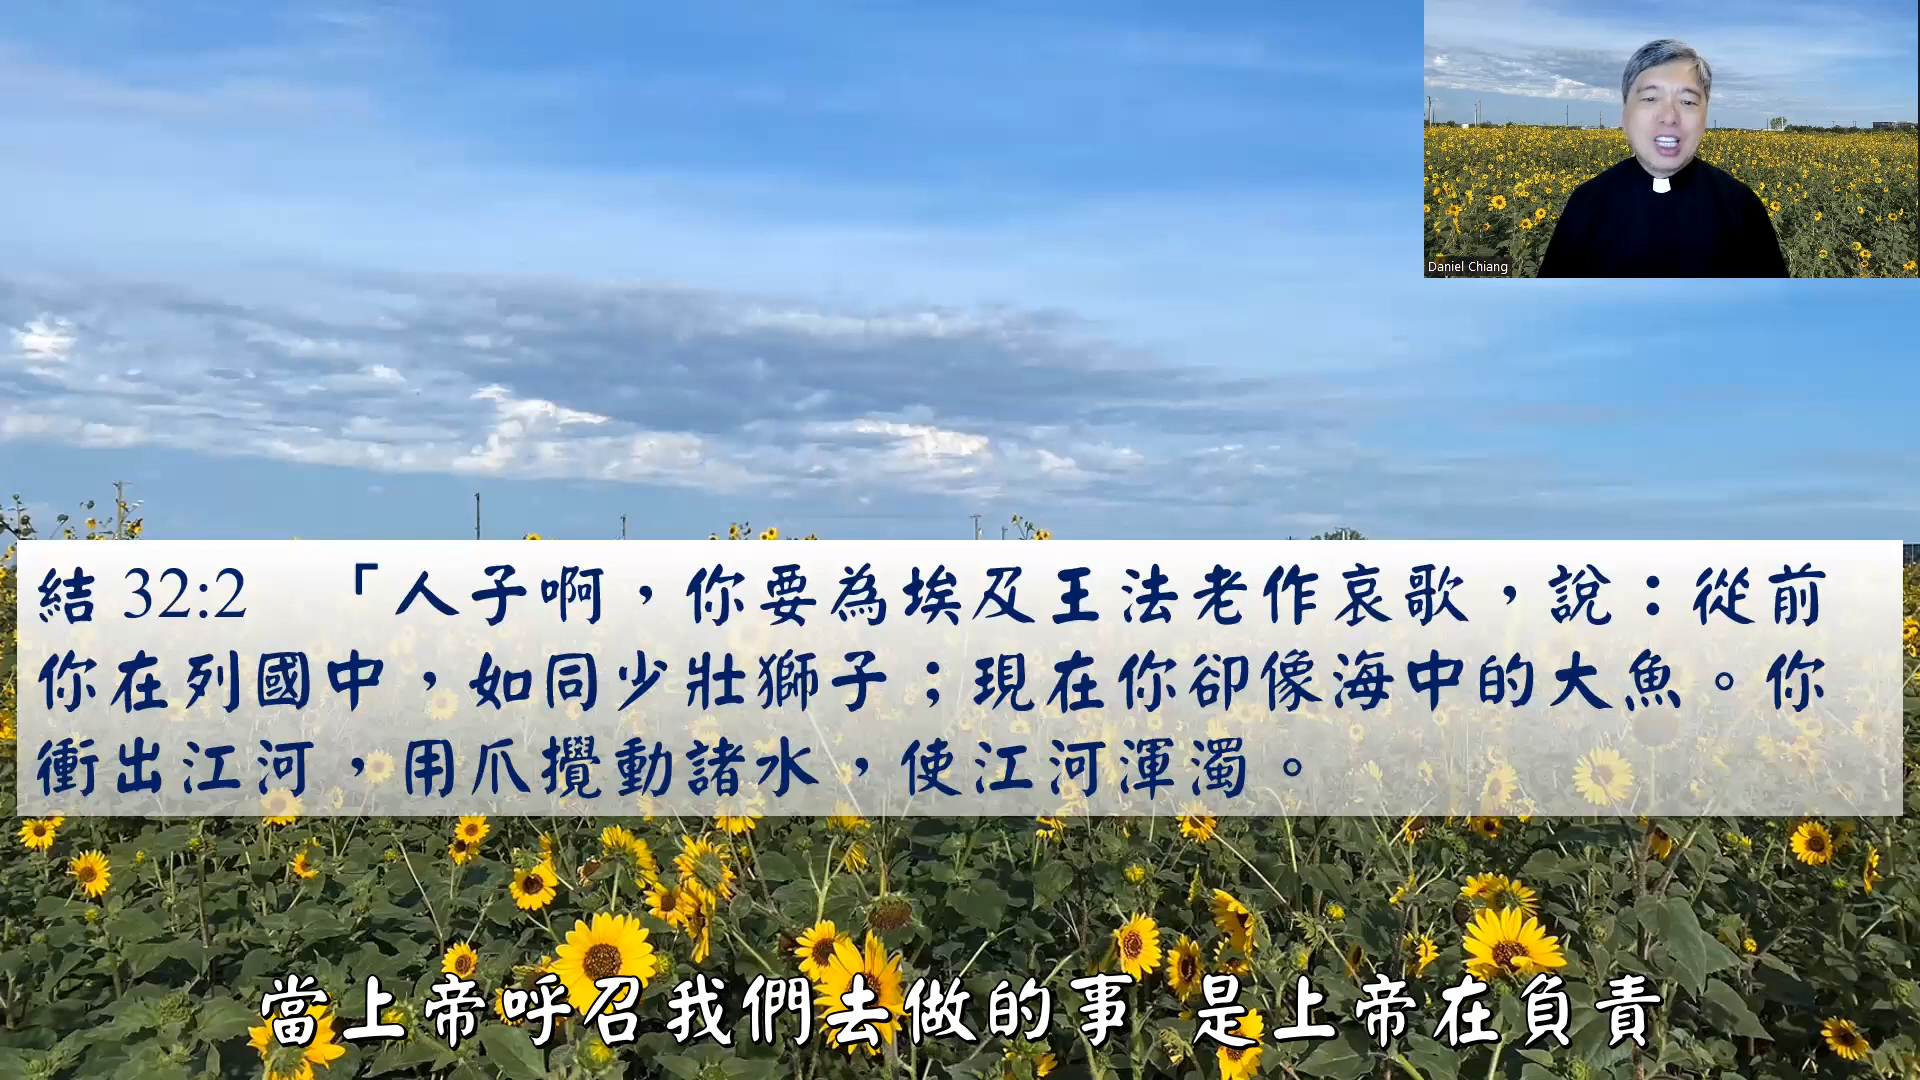 Daniel Chiang
結 32:2 「人子啊，你要為埃及王法老作哀歌，說：從前
你在列國中，如同少壯獅子；現在你卻像海中的大魚。你
衝出江河，用爪攪動諸水，使江河渾濁。
當上帝呼召我們去做的事 是上帝在負責